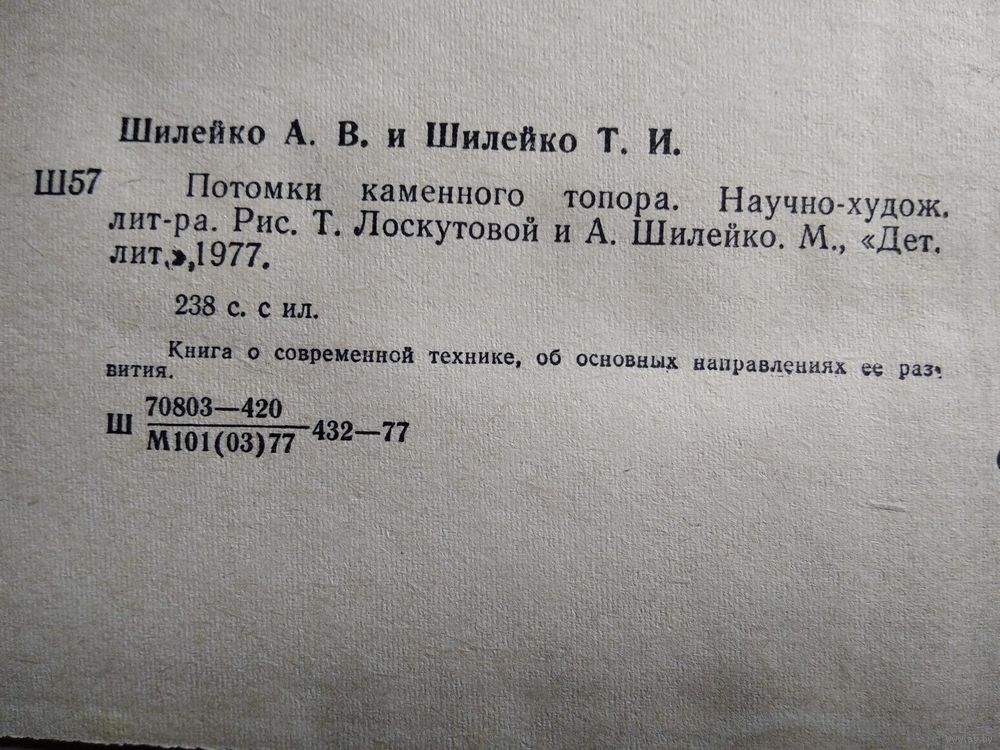 Шилейко А. В. и Шилейко Т. И.
Ш57 Потомки каменного топора. Научно-худож.
лит-ра. Рис. Т. Лоскутовой и А. Шилейко. М., «Дет.
лит.», 1977.
238 с. с ил.
Книга о современной технике, об основных направлениях ее раз-
вития.
Ш 70803—420
М101(03)77 432—77